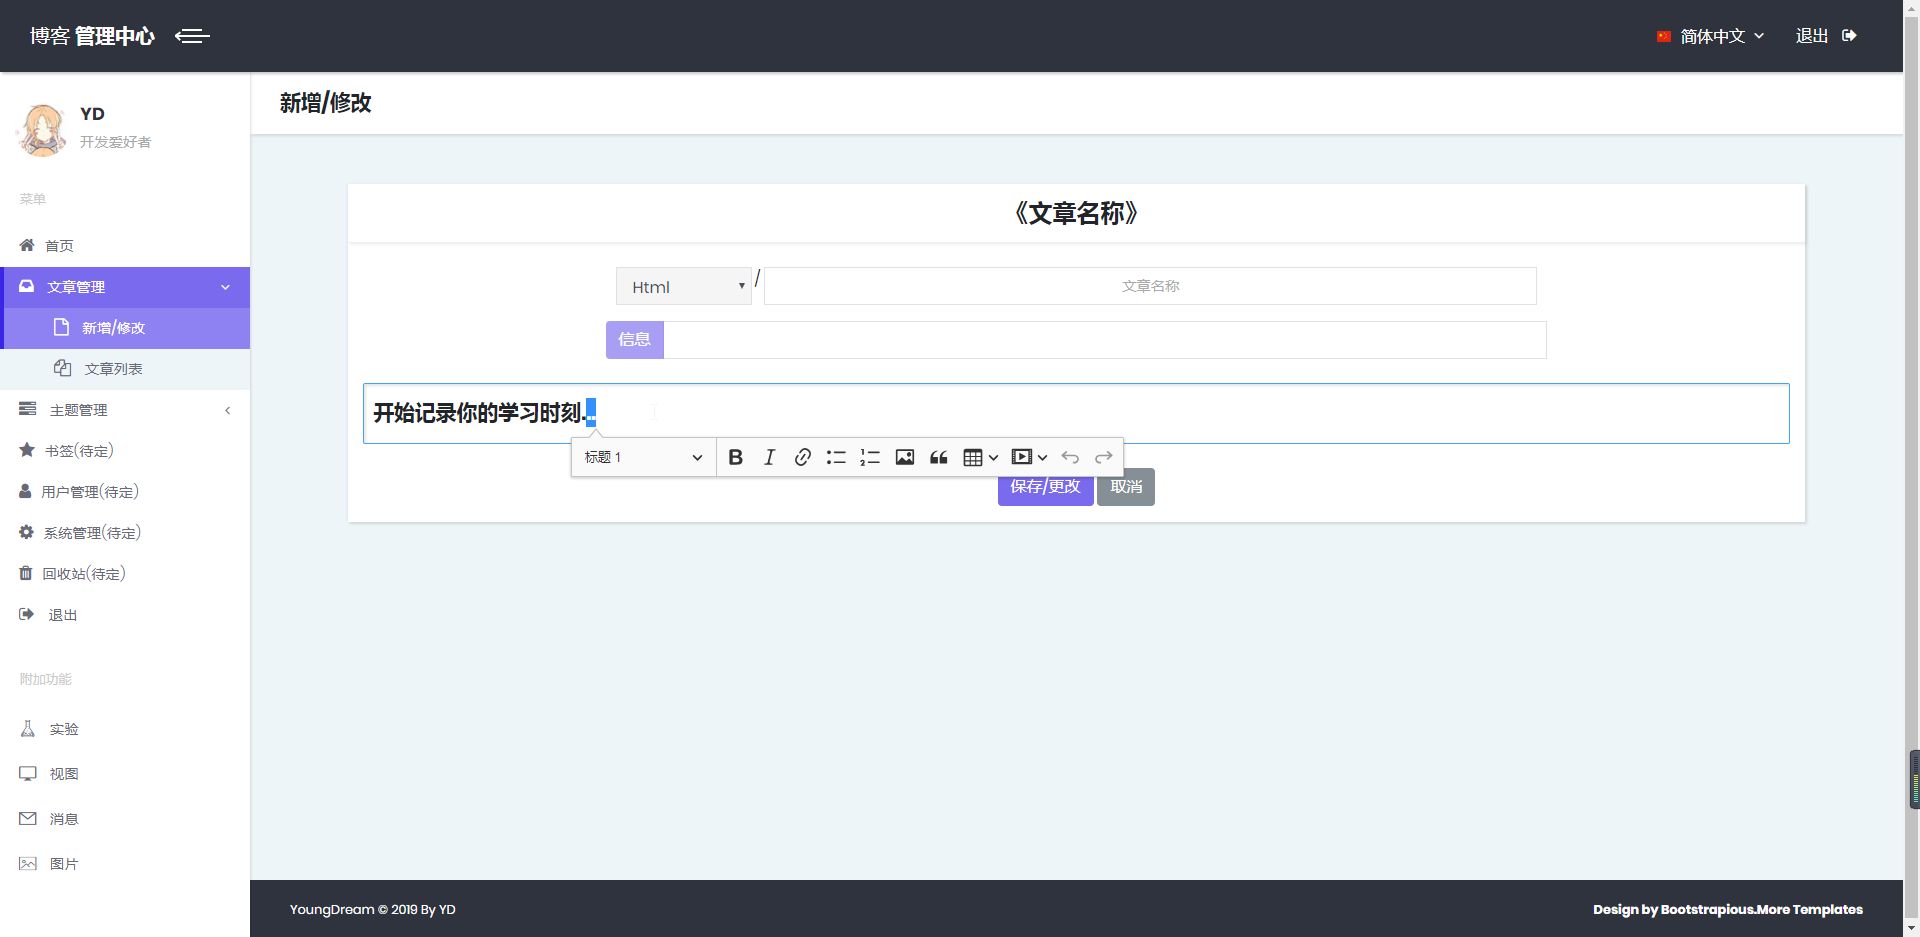 博客 管理中心
简体中文
退出
YD
开发爱好者
菜单
首页
文章管理
新增/修改
文章列表
主题管理
书签(待定)
用户管理(待定)
系统管理(待定)
回收站(待定)
退出
附加功能
实验
视图
消息
图片
新增/修改
《文章名称》
Html
/
文章名称
信息
开始记录你的学习时刻...
标题 1
保存/更改
取消
YoungDream © 2019 By YD
Design by Bootstrapious.More Templates